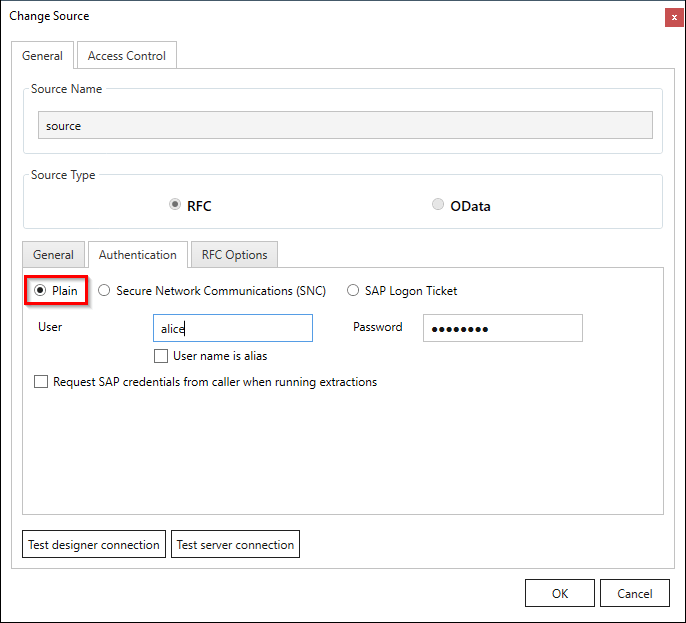 Change Source
x
General Access Control
Source Name
source
Source Type
RFC OData
General Authentication RFC Options
Plain Secure Network Communications (SNC) SAP Logon Ticket
User alice Password ●●●●●●●●
User name is alias
Request SAP credentials from caller when running extractions
Test designer connection Test server connection
OK Cancel